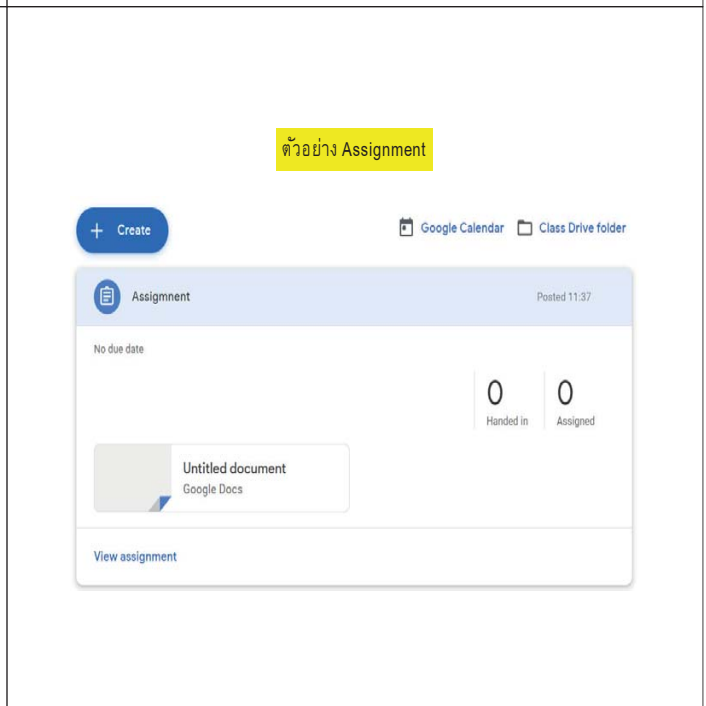 ตัวอย่าง Assignment
+ Create
Google Calendar
Class Drive folder
Assigmnent
Posted 11:37
No due date
0
0
Handed in
Assigned
Untitled document
Google Docs
View assignment